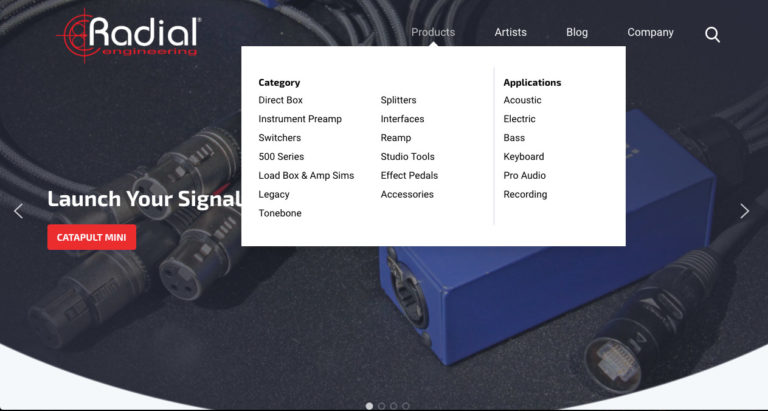 Radial®
engineering
Products
Artists
Blog
Company
Category
Direct Box
Instrument Preamp
Switchers
500 Series
Load Box & Amp Sims
Legacy
Tonebone
Splitters
Interfaces
Reamp
Studio Tools
Effect Pedals
Accessories
Applications
Acoustic
Electric
Bass
Keyboard
Pro Audio
Recording
Launch Your Signal
CATAPULT MINI